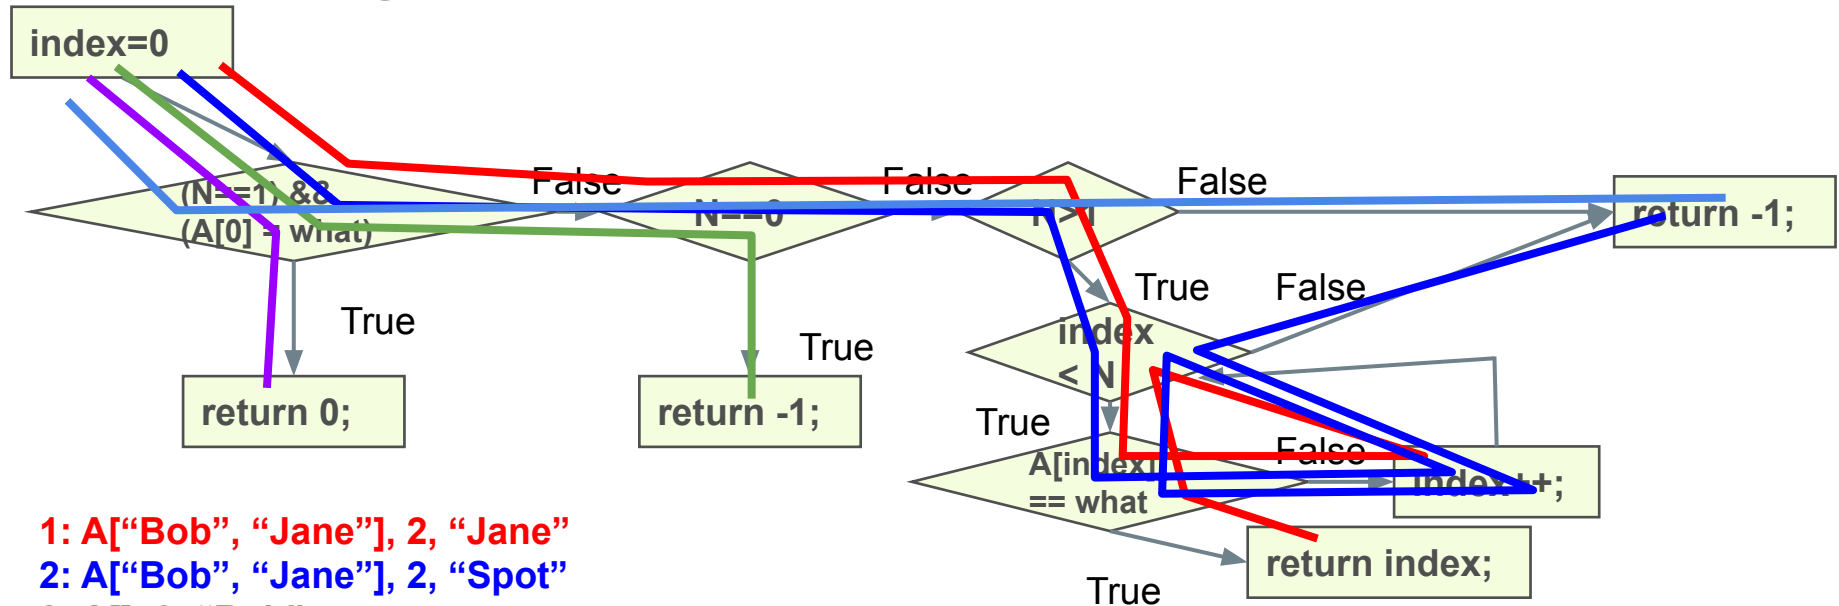 index=0
(N==1) &&
(A[0] = what)
False
N==0
False
N>1
False
return -1;
True
True
True
False
index
< N
return 0;
return -1;
True
A[index]
== what
False
index++;
return index;
True
1: A[“Bob”, “Jane”], 2, “Jane”
2: A[“Bob”, “Jane”], 2, “Spot”